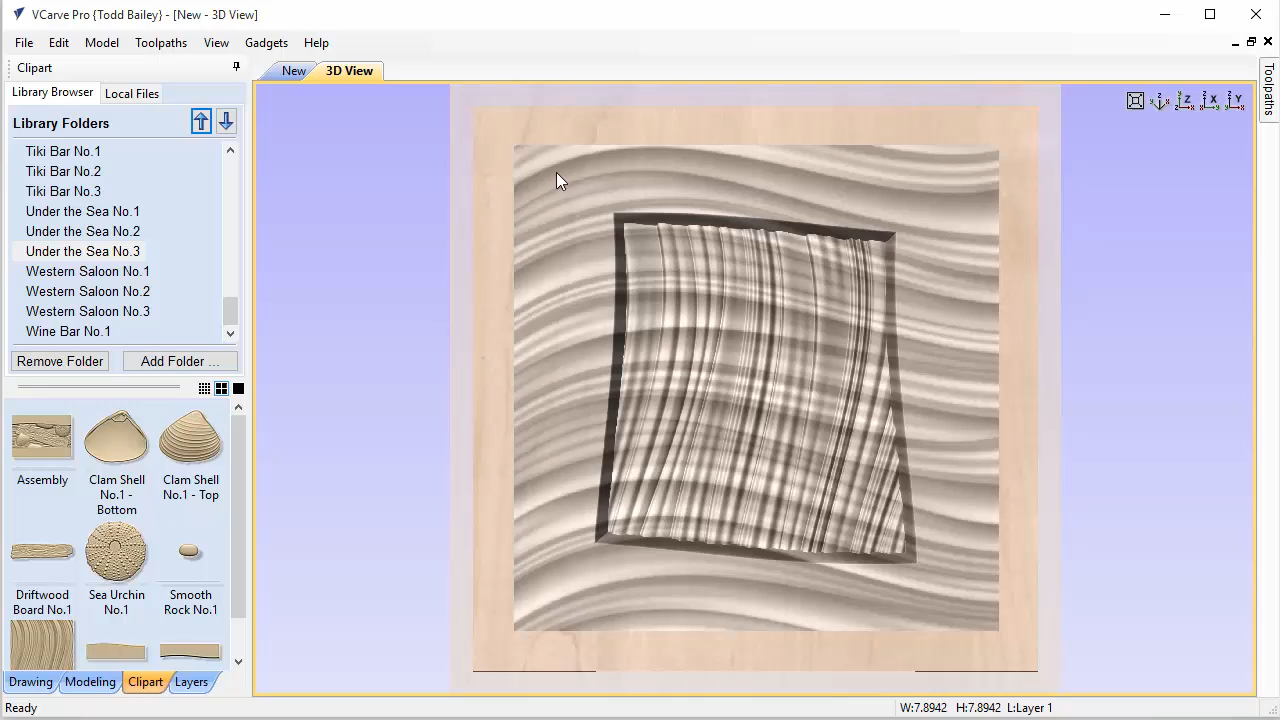 VCarve Pro {Todd Bailey} - [New - 3D View]
File Edit Model Toolpaths View Gadgets Help
Clipart
Library Browser Local Files
Library Folders
Tiki Bar No.1
Tiki Bar No.2
Tiki Bar No.3
Under the Sea No.1
Under the Sea No.2
Under the Sea No.3
Western Saloon No.1
Western Saloon No.2
Western Saloon No.3
Wine Bar No.1
Remove Folder Add Folder ...
Assembly
Clam Shell No.1 - Bottom
Clam Shell No.1 - Top
Driftwood Board No.1
Sea Urchin No.1
Smooth Rock No.1
Drawing Modeling Clipart Layers
New 3D View
Z X Y
Toolpaths
Ready
W:7.8942 H:7.8942 L:Layer 1